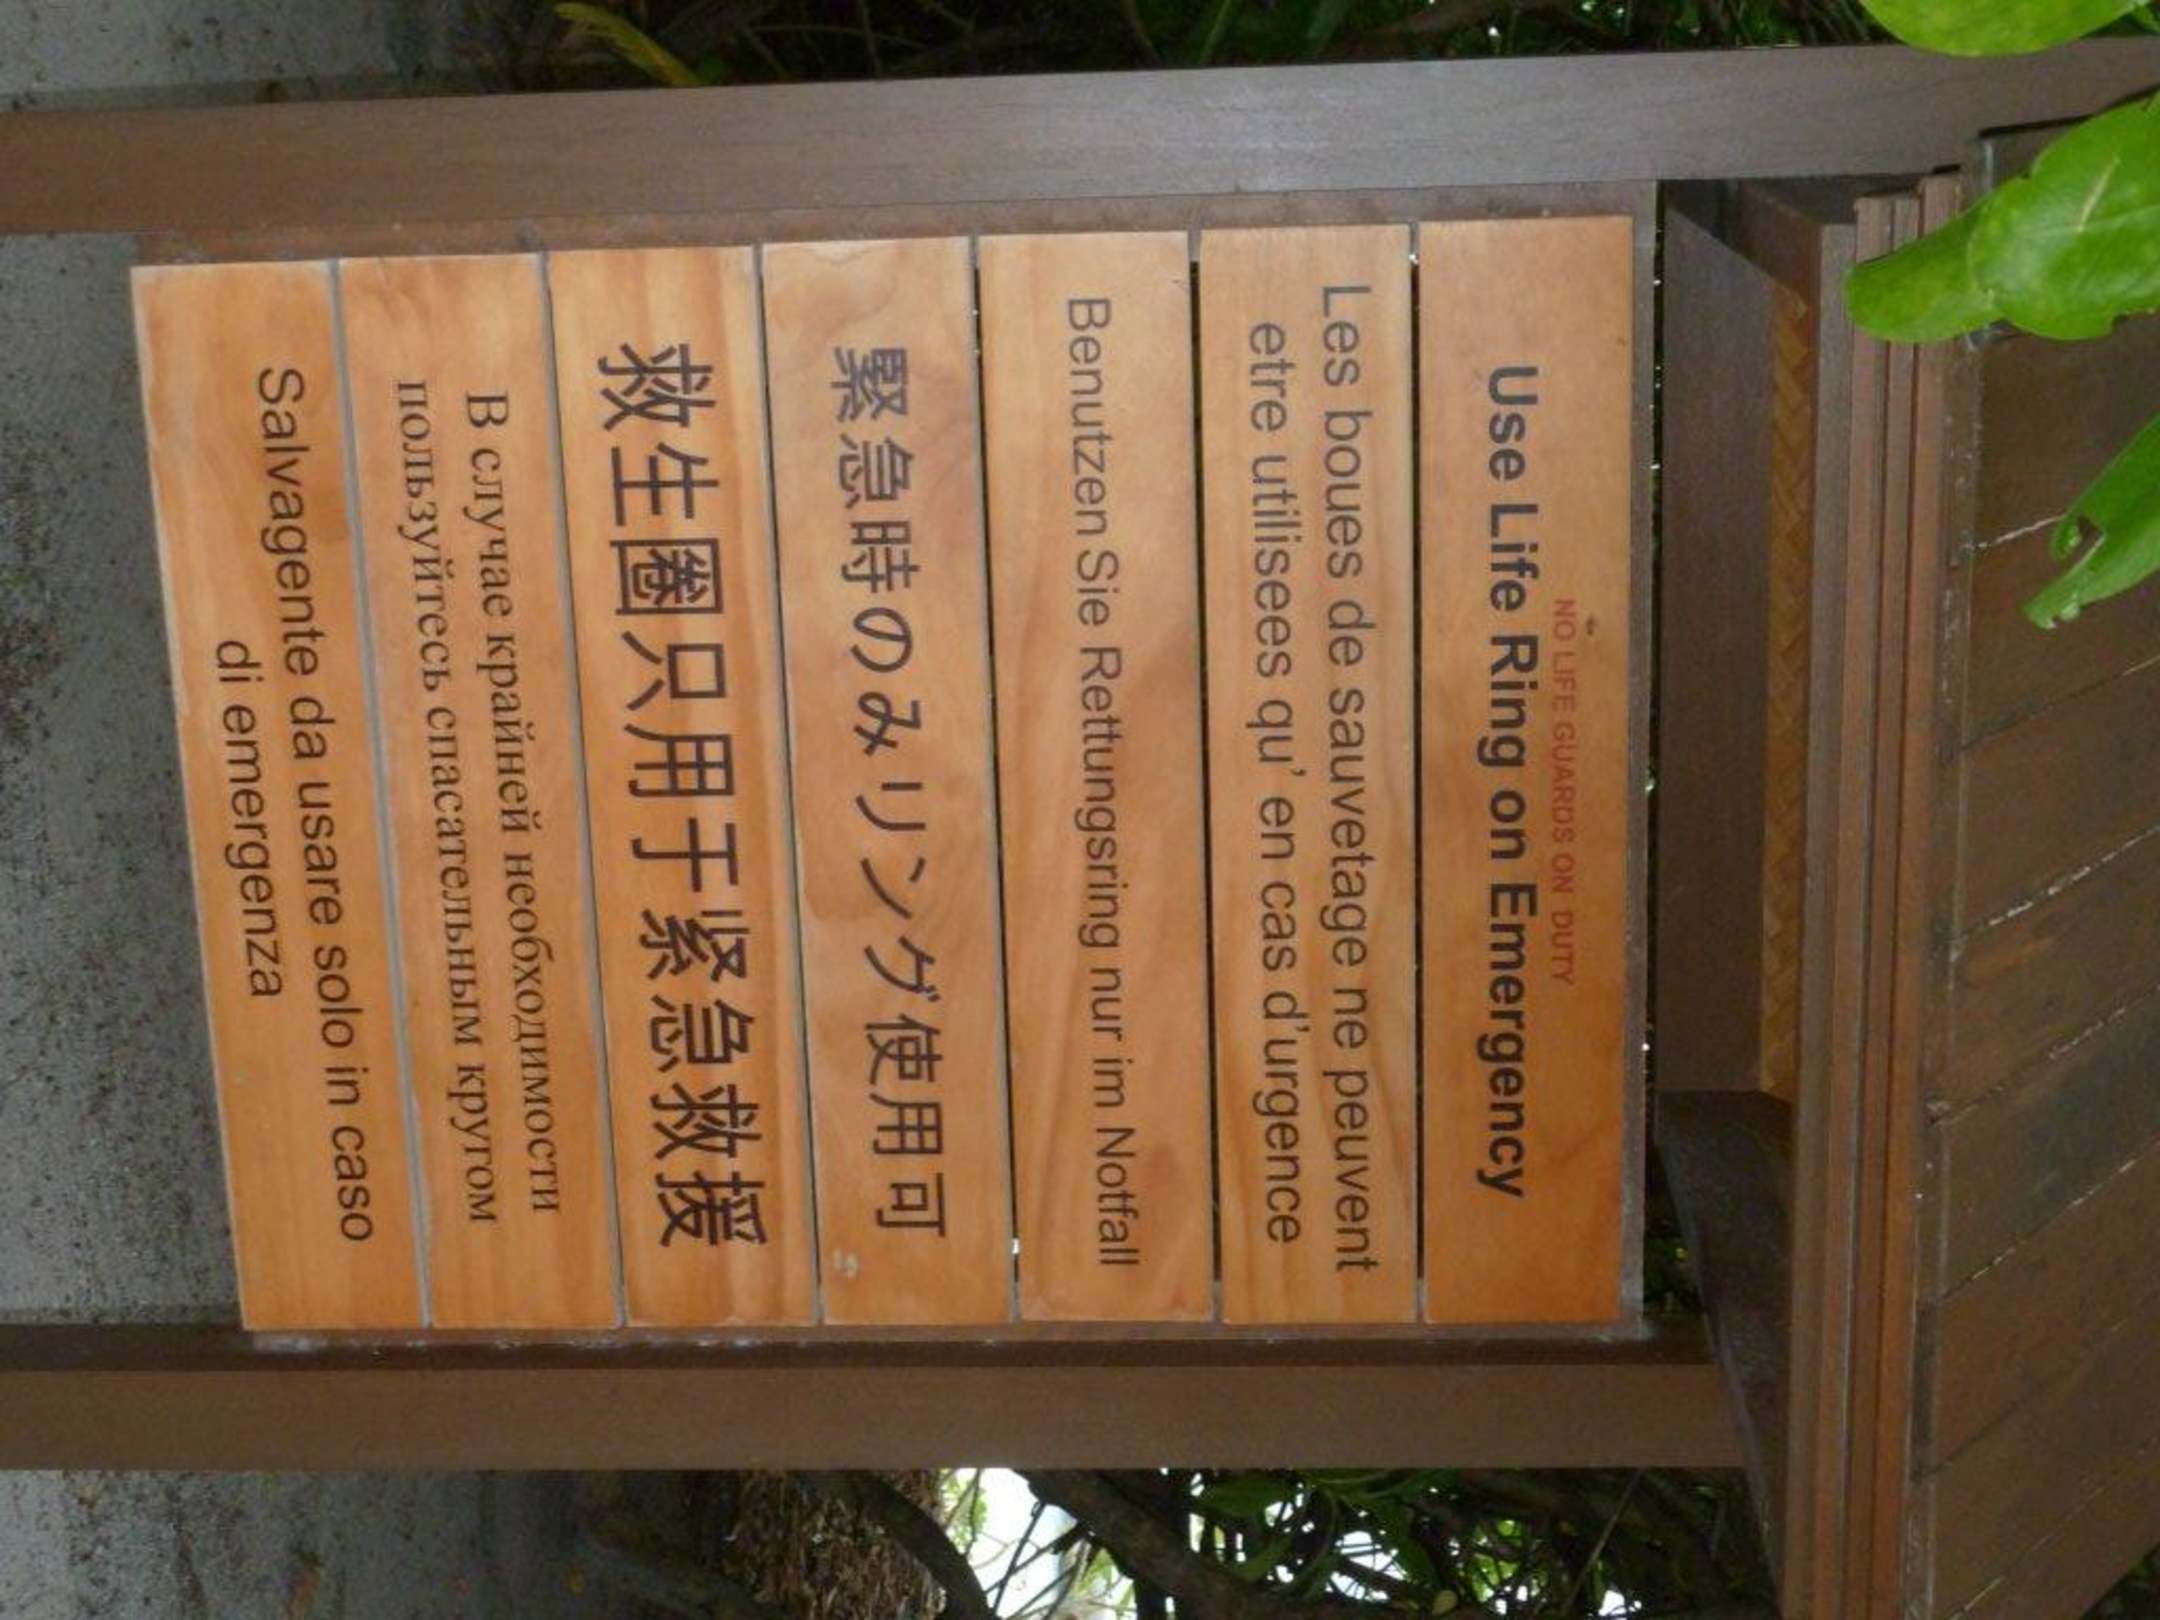 NO LIFE GUARDS ON DUTY
Use Life Ring on Emergency
Les boues de sauvetage ne peuvent
etre utilisees qu' en cas d'urgence
Benutzen Sie Rettungsring nur im Notfall
緊急時のみリング使用可
救生圈只用于紧急救援
В случае крайней необходимости
пользуйтесь спасательным кругом
Salvagente da usare solo in caso
di emergenza